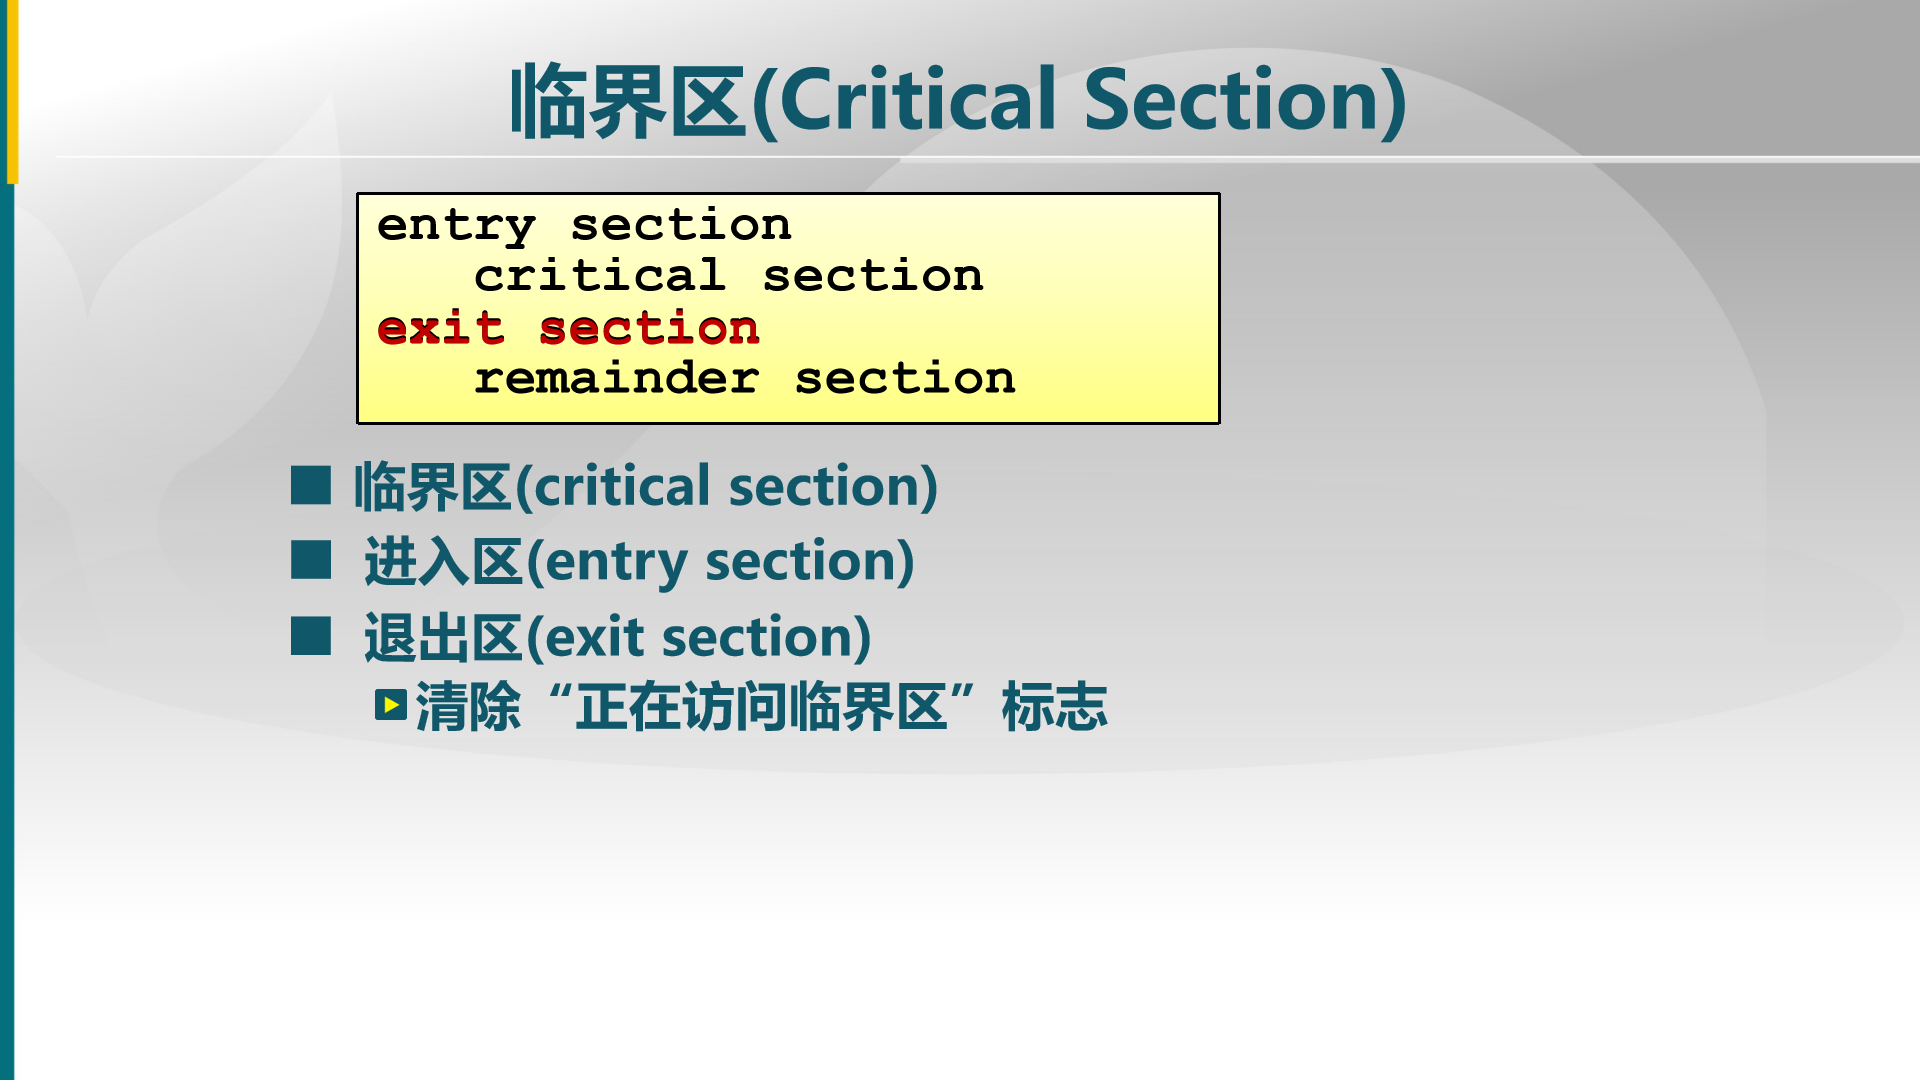 临界区(Critical Section)
entry section
critical section
exit section
remainder section
临界区(critical section)
进入区(entry section)
退出区(exit section)
清除“正在访问临界区”标志